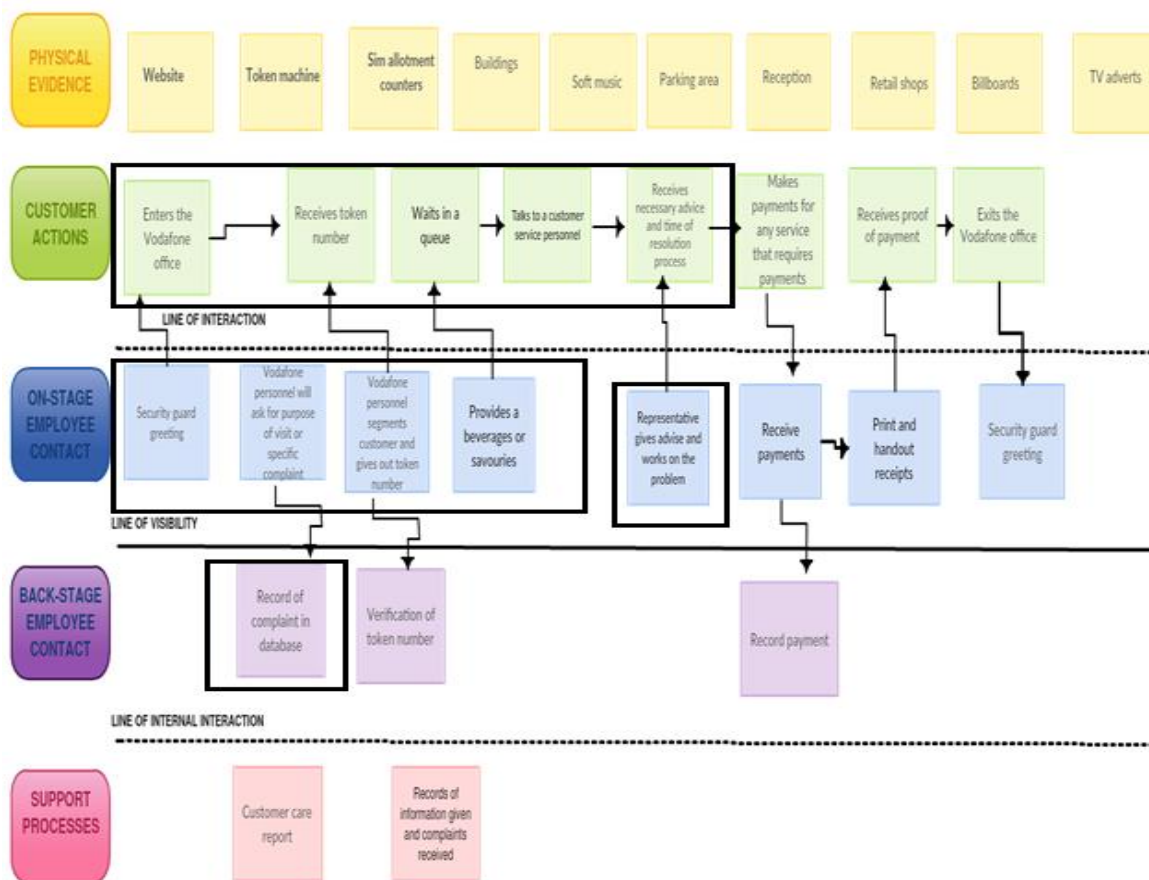 PHYSICAL
EVIDENCE
Website
Token machine
Sim allotment
counters
Buildings
Soft music
Parking area
Reception
Retail shops
Billboards
TV adverts
CUSTOMER
ACTIONS
Enters the
Vodafone
office
Receives token
number
Waits in a
queue
Talks to a customer
service personnel
Receives
necessary advice
and time of
resolution
process
Makes
payments for
any service
that requires
payments
Receives proof
of payment
Exits the
Vodafone office
LINE OF INTERACTION
ON-STAGE
EMPLOYEE
CONTACT
Security guard
greeting
Vodafone
personnel will
ask for purpose
of visit or
specific
complaint
Vodafone
personnel
segments
customer and
gives out token
number
Provides a
beverages or
savouries
Representative
gives advise and
works on the
problem
Receive
payments
Print and
handout
receipts
Security guard
greeting
LINE OF VISIBILITY
BACK-STAGE
EMPLOYEE
CONTACT
Record of
complaint in
database
Verification of
token number
Record payment
LINE OF INTERNAL INTERACTION
SUPPORT
PROCESSES
Customer care
report
Records of
information given
and complaints
received